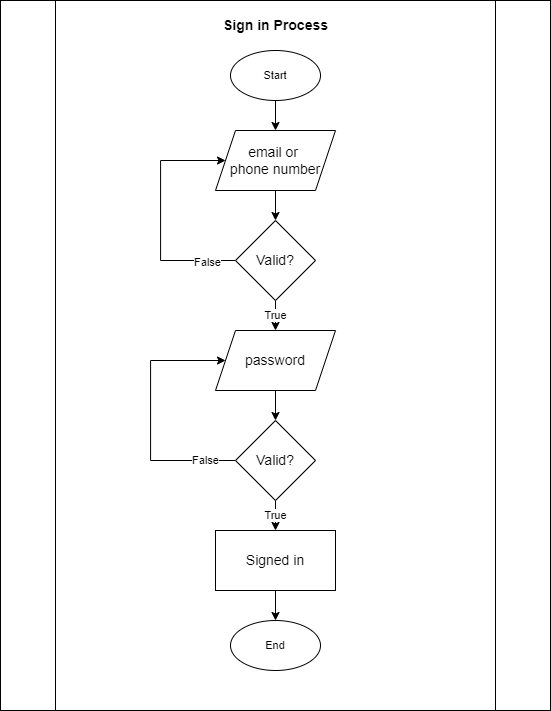 Sign in Process
Start
email or
phone number
Valid?
False
True
password
Valid?
False
True
Signed in
End